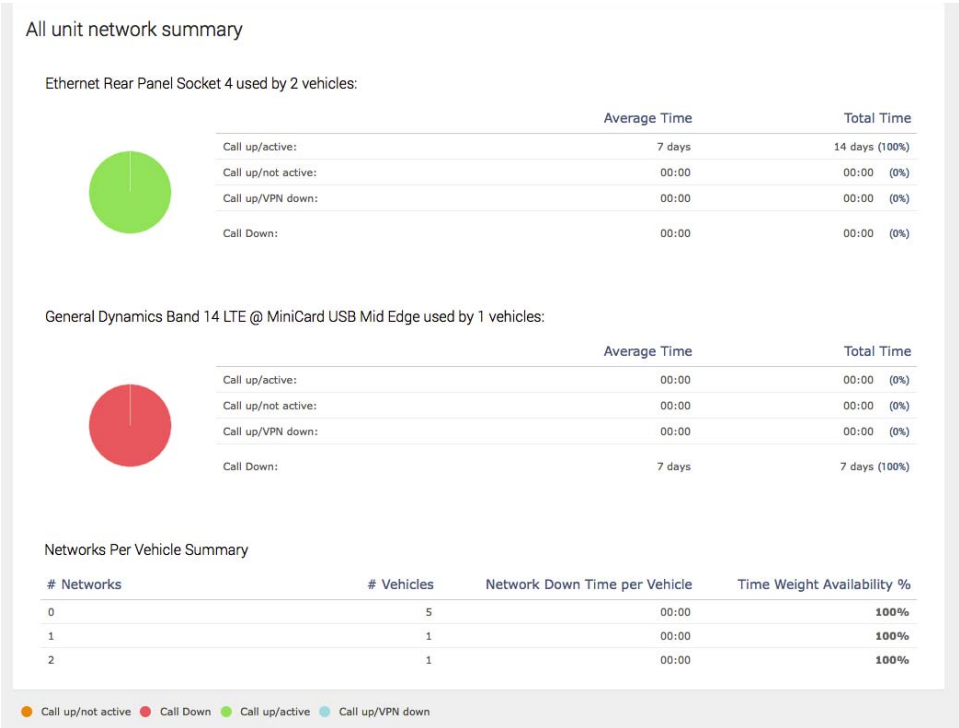 All unit network summary
Ethernet Rear Panel Socket 4 used by 2 vehicles:
Average Time Total Time
Call up/active: 7 days 14 days (100%)
Call up/not active: 00:00 00:00 (0%)
Call up/VPN down: 00:00 00:00 (0%)
Call Down: 00:00 00:00 (0%)
General Dynamics Band 14 LTE @ MiniCard USB Mid Edge used by 1 vehicles:
Average Time Total Time
Call up/active: 00:00 00:00 (0%)
Call up/not active: 00:00 00:00 (0%)
Call up/VPN down: 00:00 00:00 (0%)
Call Down: 7 days 7 days (100%)
Networks Per Vehicle Summary
# Networks # Vehicles Network Down Time per Vehicle Time Weight Availability %
0 5 00:00 100%
1 1 00:00 100%
2 1 00:00 100%
Call up/not active Call Down Call up/active Call up/VPN down